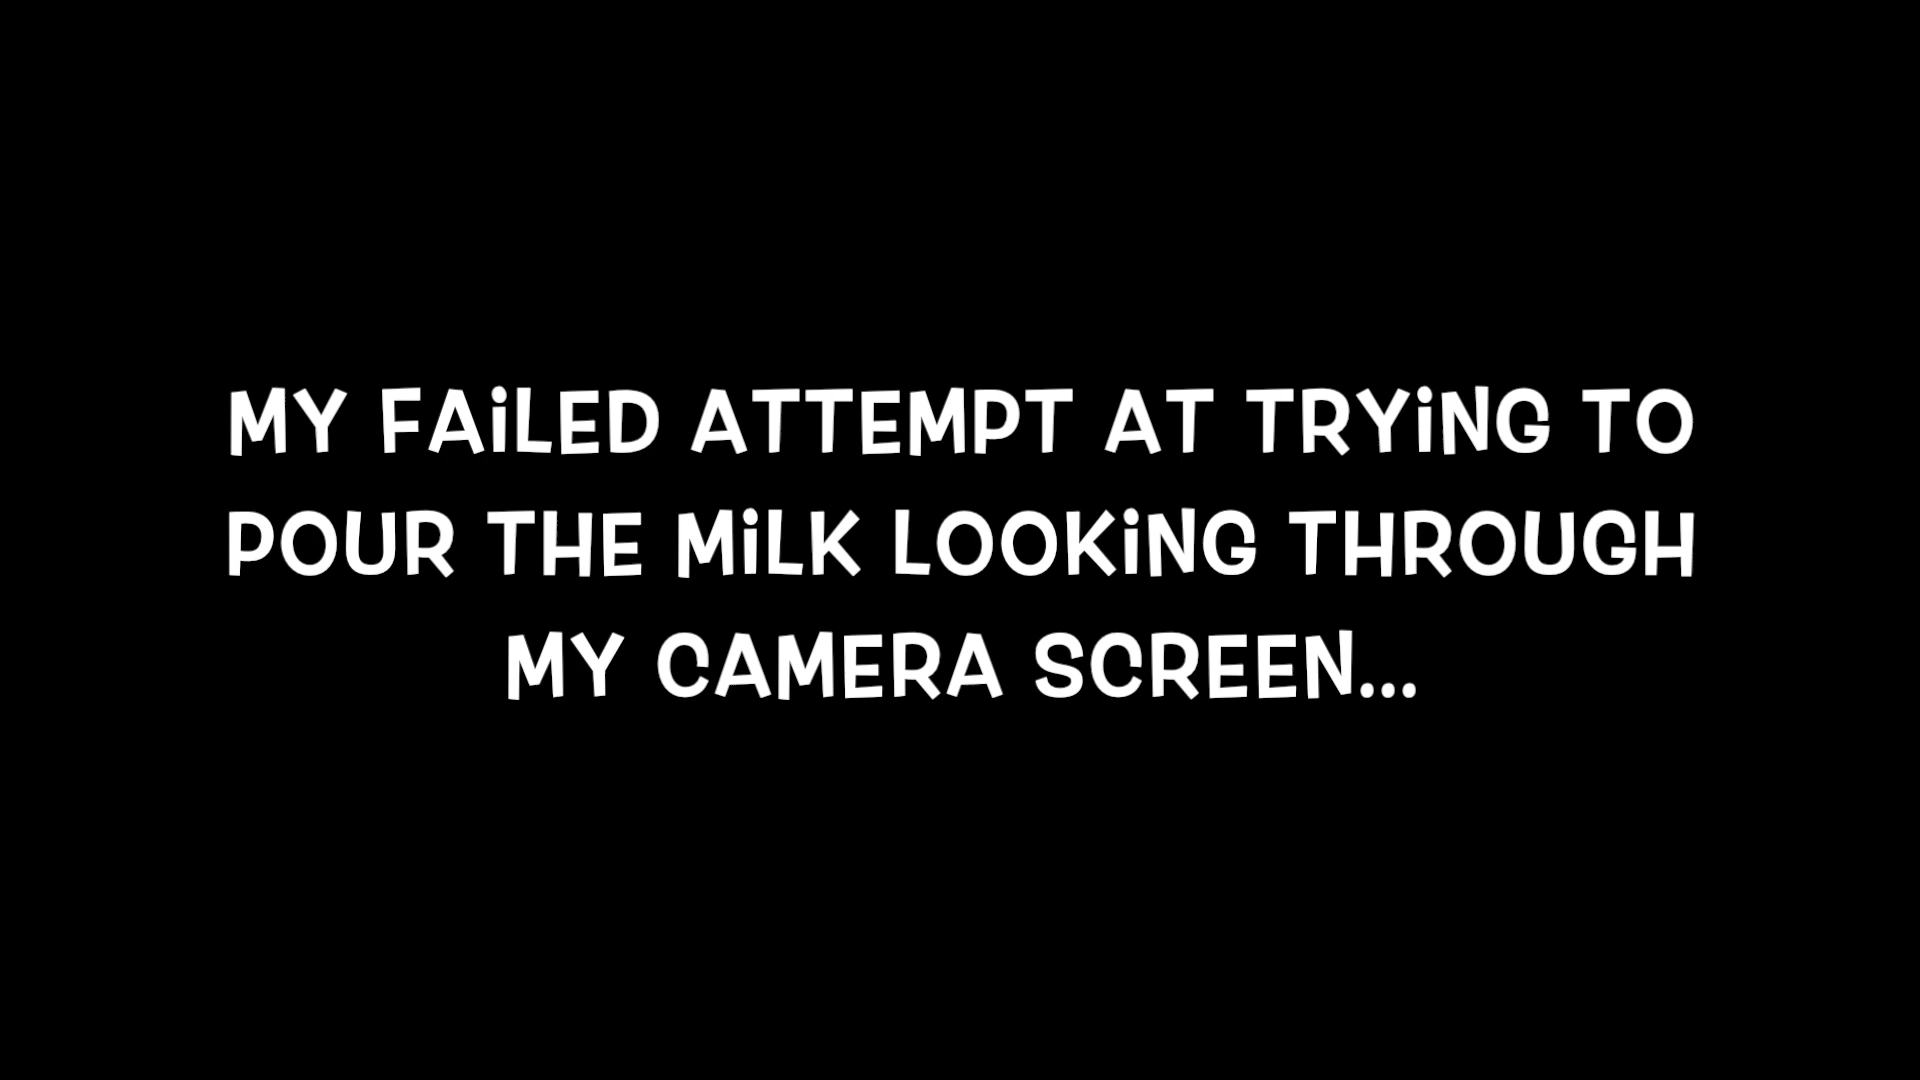 MY FAiLED ATTEMPT AT TRYiNG TO
POUR THE MiLK LOOKiNG THROUGH
MY CAMERA SCREEN...